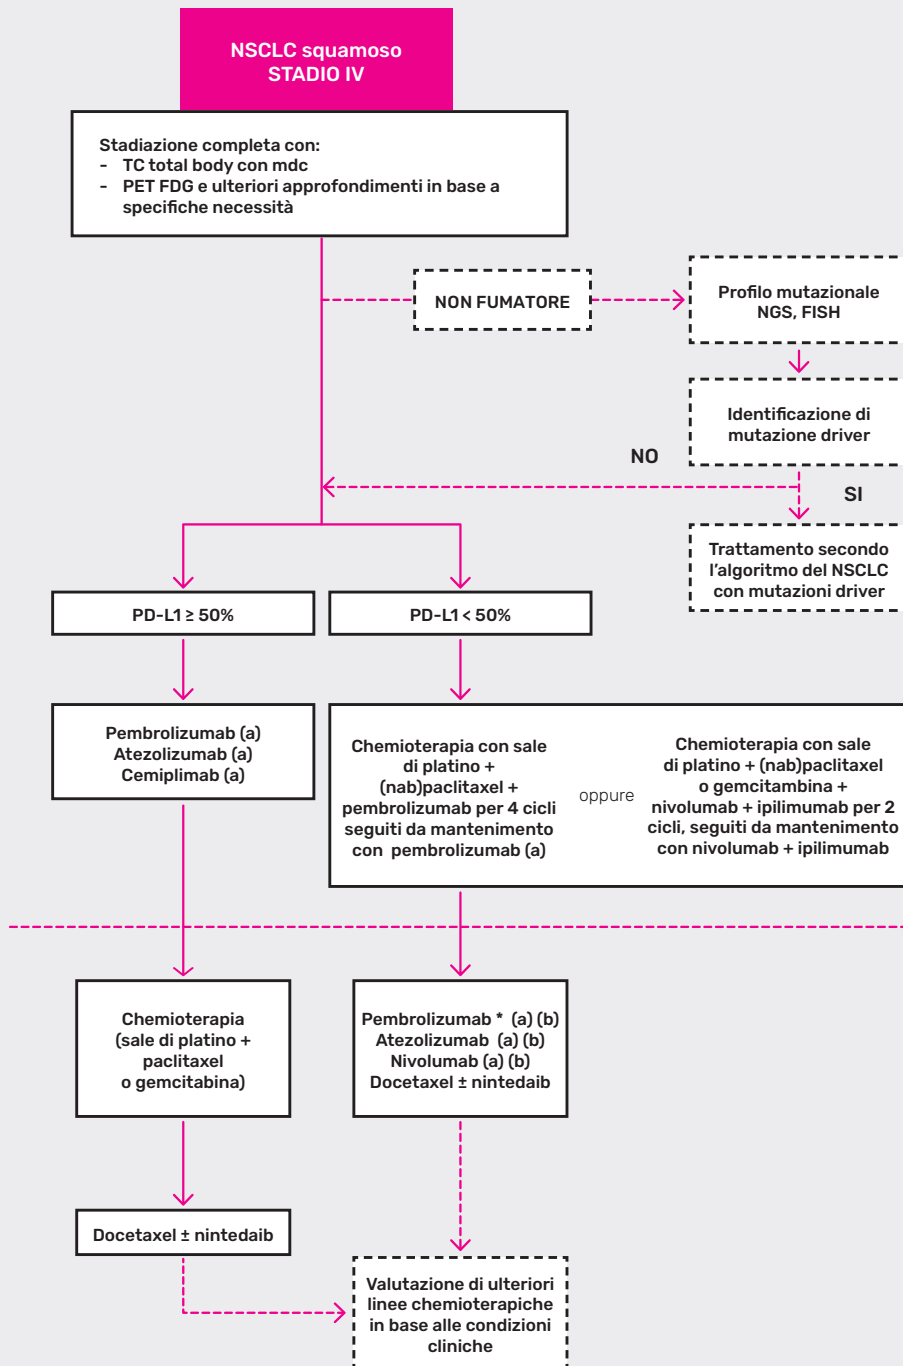 NSCLC squamoso
STADIO IV
Stadiazione completa con:
- TC total body con mdc
- PET FDG e ulteriori approfondimenti in base a
specifiche necessità
NON FUMATORE
Profilo mutazionale
NGS, FISH
Identificazione di
mutazione driver
NO
SI
Trattamento secondo
l'algoritmo del NSCLC
con mutazioni driver
PD-L1 ≥ 50%
PD-L1 < 50%
Pembrolizumab (a)
Atezolizumab (a)
Cemiplimab (a)
Chemioterapia con sale
di platino +
(nab)paclitaxel +
pembrolizumab per 4 cicli
seguiti da mantenimento
con pembrolizumab (a)
oppure
Chemioterapia con sale
di platino + (nab)paclitaxel
o gemcitambina +
nivolumab + ipilimumab per 2
cicli, seguiti da mantenimento
con nivolumab + ipilimumab
Chemioterapia
(sale di platino +
paclitaxel
o gemcitabina)
Pembrolizumab * (a) (b)
Atezolizumab (a) (b)
Nivolumab (a) (b)
Docetaxel ± nintedaib
Docetaxel ± nintedaib
Valutazione di ulteriori
linee chemioterapiche
in base alle condizioni
cliniche